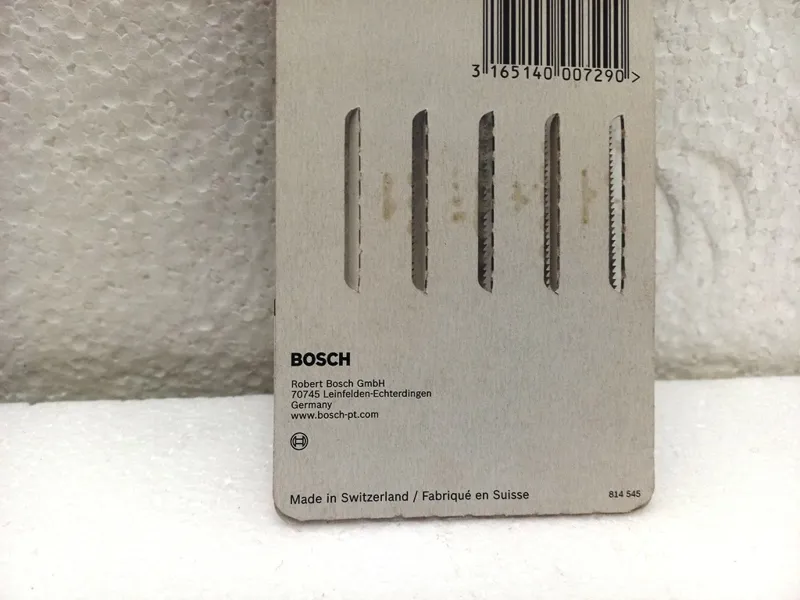 3 165140 007290 >
BOSCH
Robert Bosch GmbH
70745 Leinfelden-Echterdingen
Germany
www.bosch-pt.com
Made in Switzerland / Fabriqué en Suisse
814 545